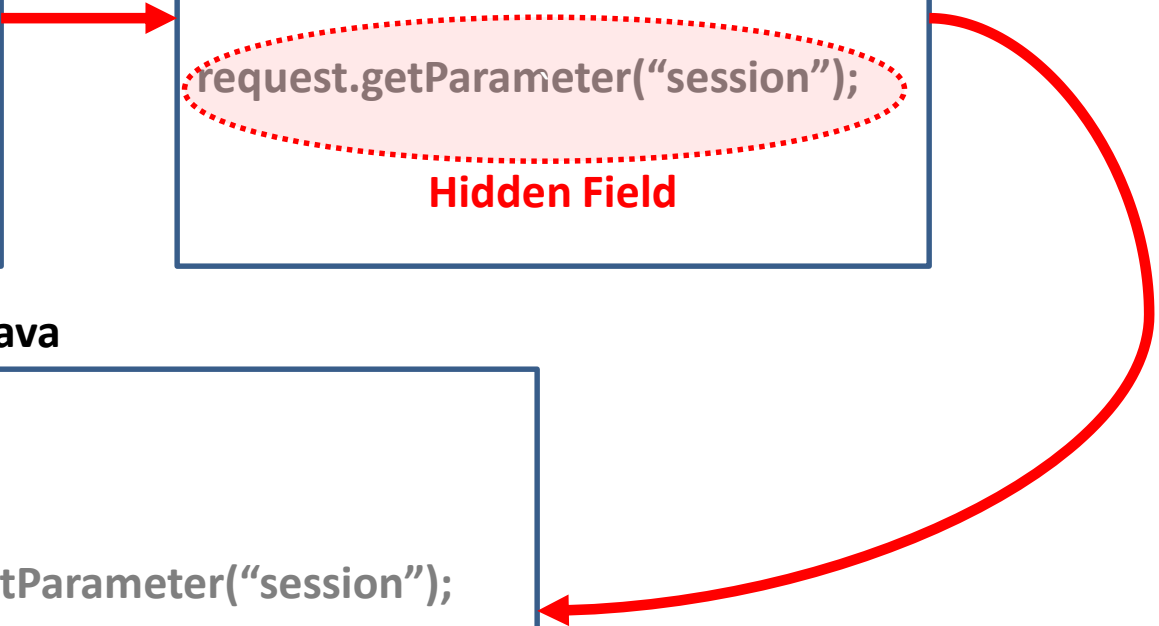 request.getParameter(“session”);
Hidden Field
ava
tParameter(“session”);